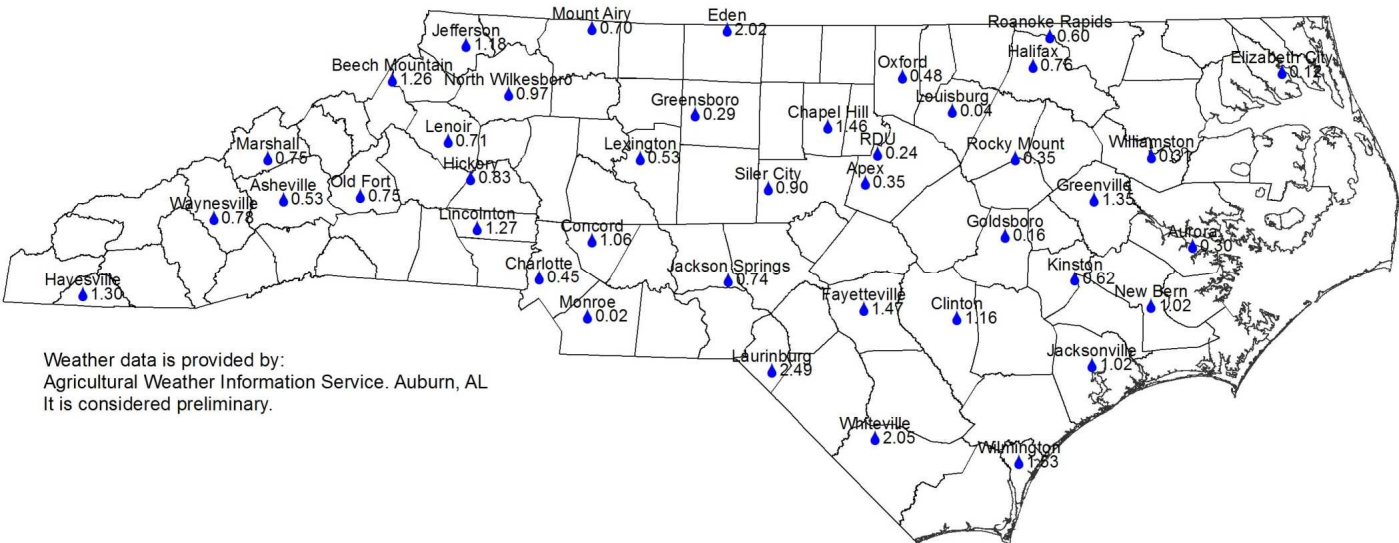 Mount Airy
0.70
Eden
2.02
Roanoke Rapids
0.60
Jefferson
1.18
Halifax
0.76
Elizabeth City
0.12
Beech Mountain
1.26
North Wilkesboro
0.97
Oxford
0.48
Louisburg
0.04
Greensboro
0.29
Chapel Hill
1.46
Lenoir
0.71
RDU
0.24
Marshall
0.75
Lexington
0.53
Rocky Mount
0.35
Williamston
0.31
Hickory
0.83
Siler City
0.90
Apex
0.35
Asheville
0.53
Old Fort
0.75
Greenville
1.35
Waynesville
0.78
Lincolnton
1.27
Concord
1.06
Goldsboro
0.16
Aurora
0.30
Charlotte
0.45
Jackson Springs
0.74
Kinston
0.62
Hayesville
1.30
Monroe
0.02
Fayetteville
1.47
Clinton
1.16
New Bern
1.02
Laurinburg
2.49
Jacksonville
1.02
Whiteville
2.05
Wilmington
1.53
Weather data is provided by:
Agricultural Weather Information Service. Auburn, AL
It is considered preliminary.